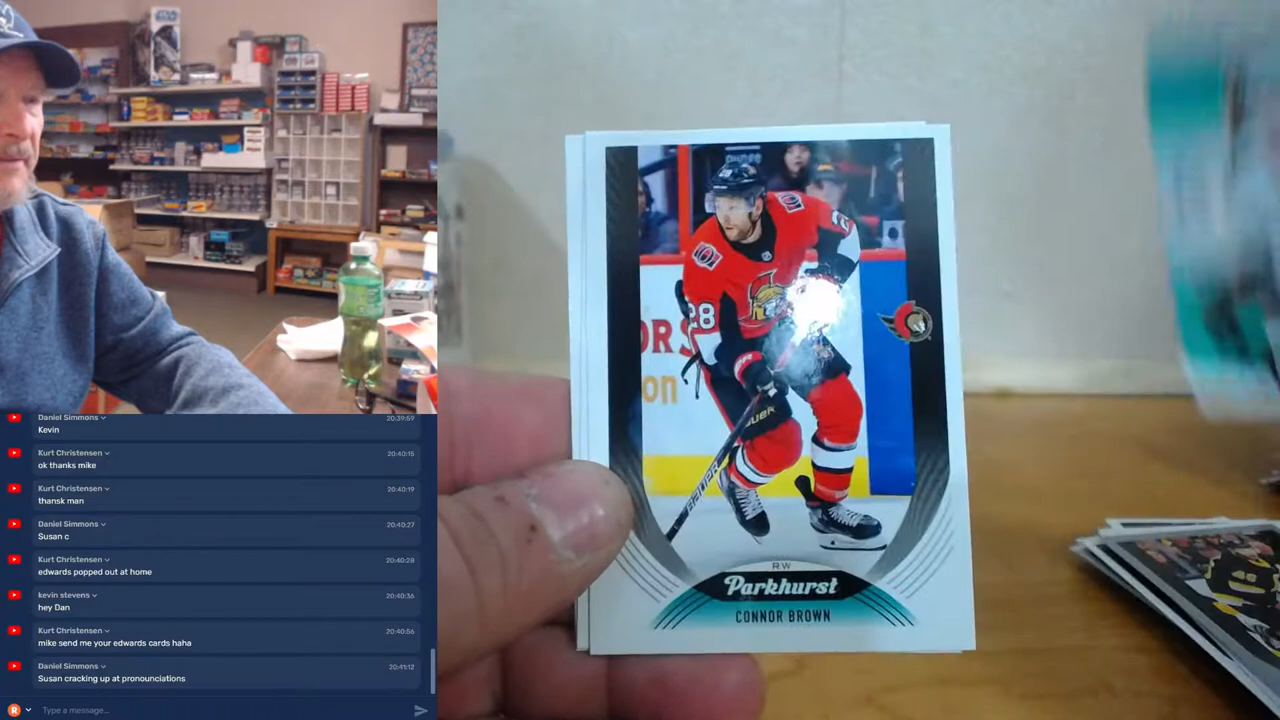 Daniel Simmons
20:39:59
Kevin
Kurt Christensen
20:40:15
ok thanks mike
Kurt Christensen
20:40:19
thansk man
Daniel Simmons
20:40:27
Susan c
Kurt Christensen
20:40:28
edwards popped out at home
kevin stevens
20:40:36
hey Dan
Kurt Christensen
20:40:56
mike send me your edwards cards haha
Daniel Simmons
20:41:12
Susan cracking up at pronounciations
R
Type a message...
28
28
BAUER
RW
Parkhurst
CONNOR BROWN